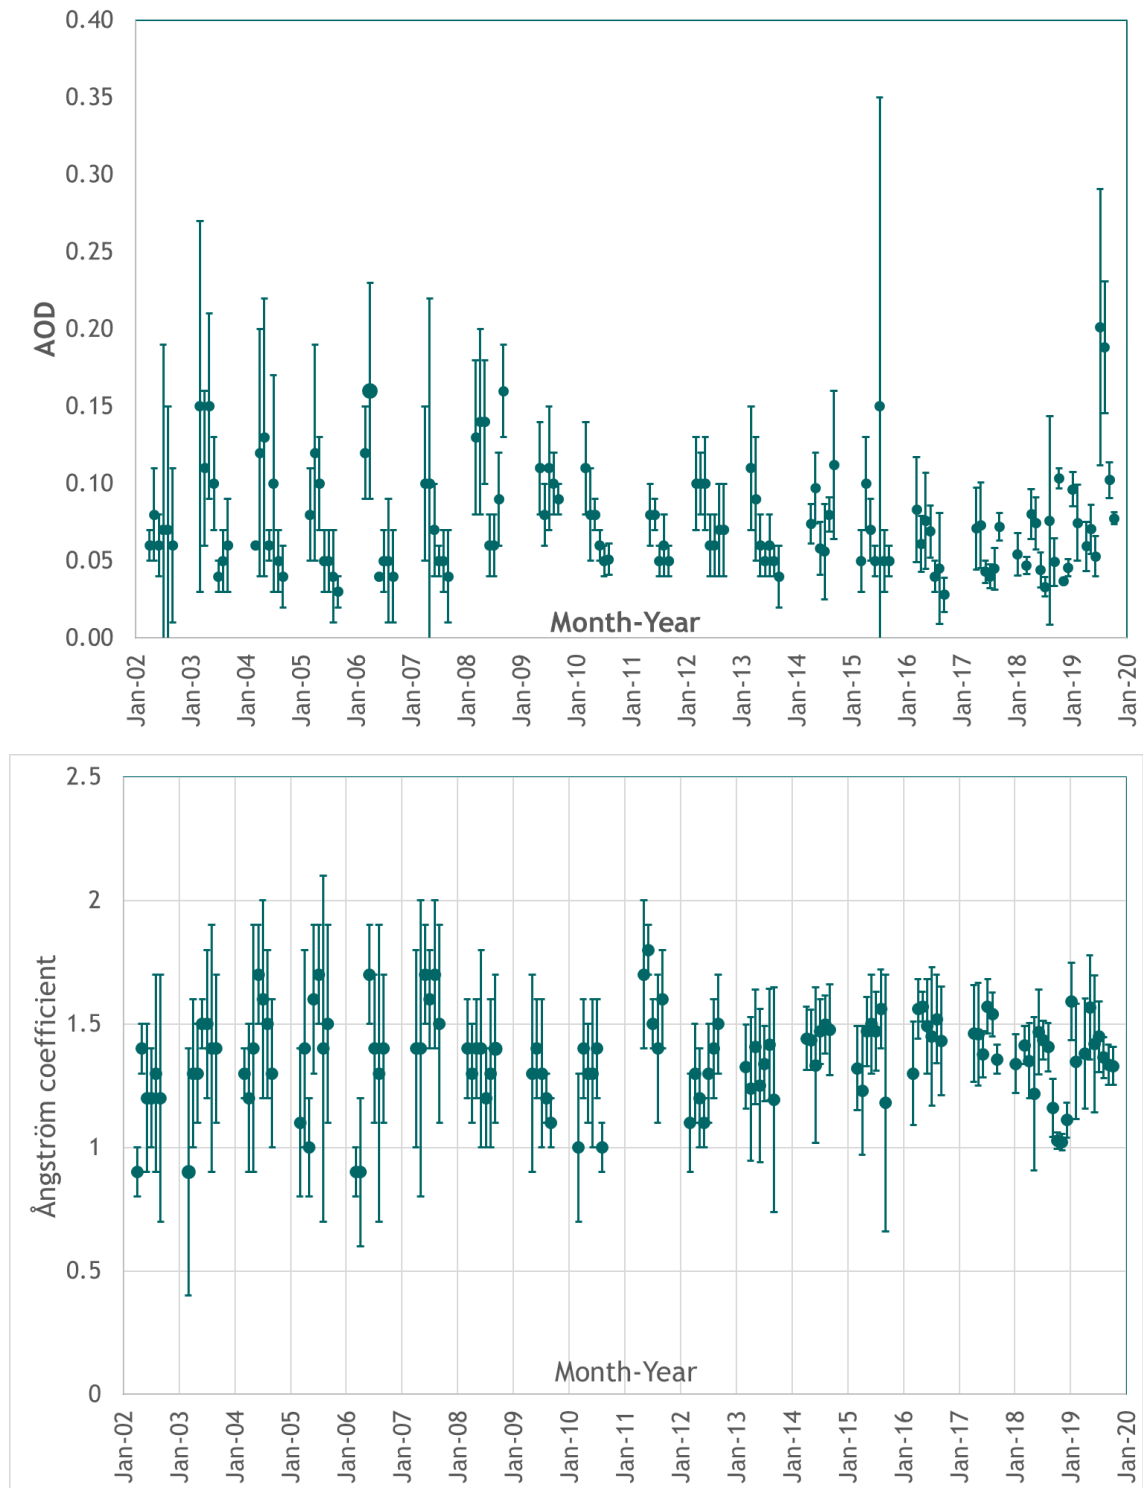 0.40
0.35
0.30
0.25
0.20
0.15
0.10
0.05
0.00
AOD
Month-Year
Jan-02
Jan-03
Jan-04
Jan-05
Jan-06
Jan-07
Jan-08
Jan-09
Jan-10
Jan-11
Jan-12
Jan-13
Jan-14
Jan-15
Jan-16
Jan-17
Jan-18
Jan-19
Jan-20
2.5
2
1.5
1
0.5
0
Ångström coefficient
Month-Year
Jan-02
Jan-03
Jan-04
Jan-05
Jan-06
Jan-07
Jan-08
Jan-09
Jan-10
Jan-11
Jan-12
Jan-13
Jan-14
Jan-15
Jan-16
Jan-17
Jan-18
Jan-19
Jan-20